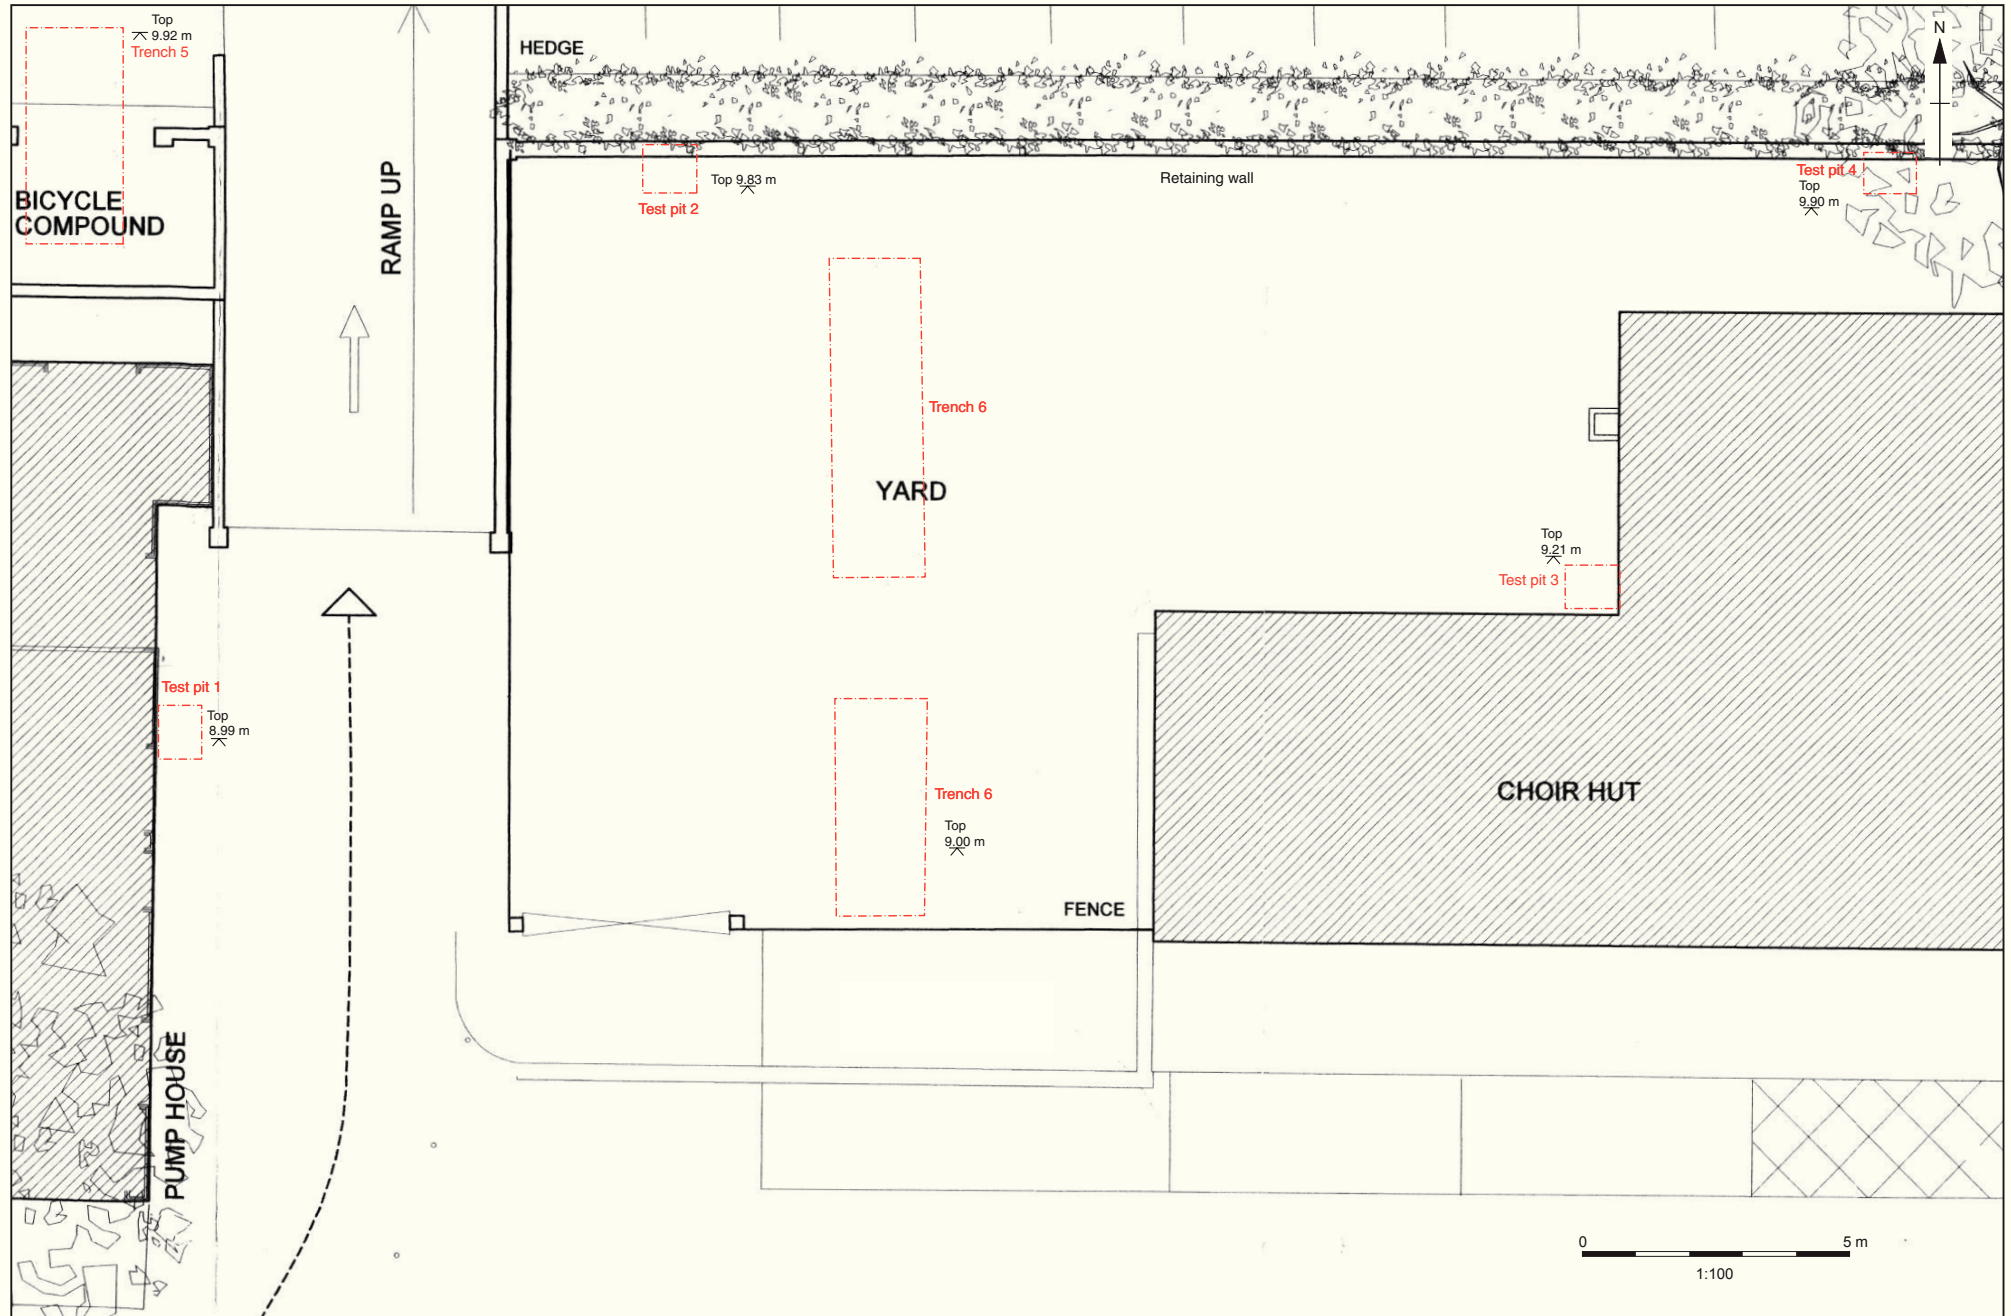 Top
9.92 m
Trench 5
HEDGE
N
BICYCLE
COMPOUND
RAMP UP
Top 9.83 m
Test pit 2
Retaining wall
Test pit 4
Top
9.90 m
Trench 6
YARD
Top
9.21 m
Test pit 3
Test pit 1
Top
8.99 m
Trench 6
Top
9.00 m
CHOIR HUT
FENCE
PUMP HOUSE
0 5 m
1:100